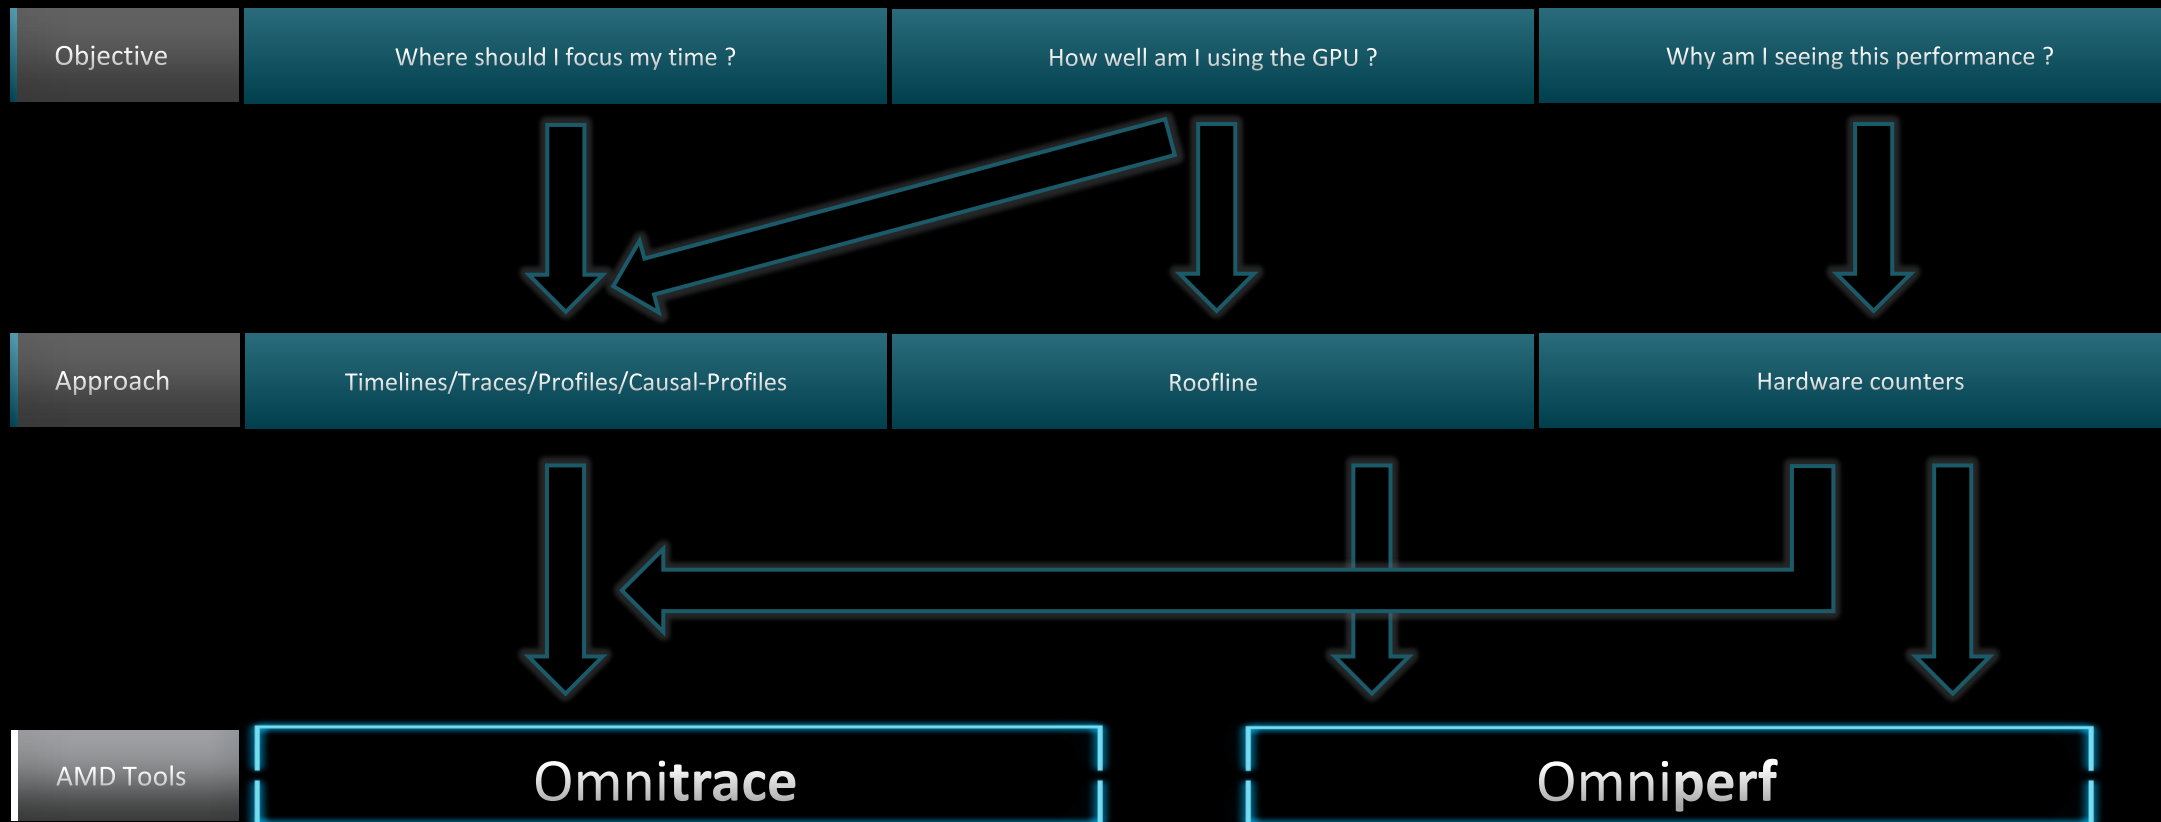 Objective
Where should I focus my time ?
How well am I using the GPU ?
Why am I seeing this performance ?
Approach
Timelines/Traces/Profiles/Causal-Profiles
Roofline
Hardware counters
AMD Tools
Omnitrace
Omniperf